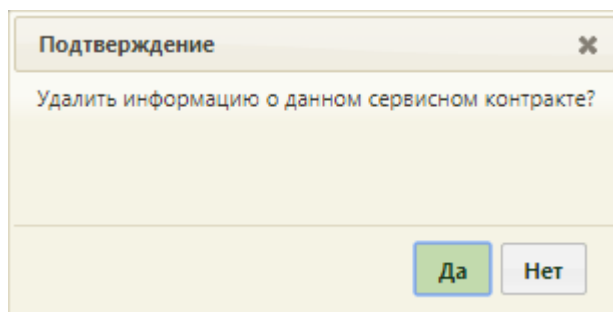 Подтверждение
Удалить информацию о данном сервисном контракте?
Да Нет